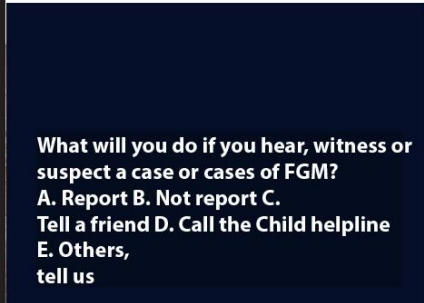 What will you do if you hear, witness or
suspect a case or cases of FGM?
A. Report B. Not report C.
Tell a friend D. Call the Child helpline
E. Others,
tell us